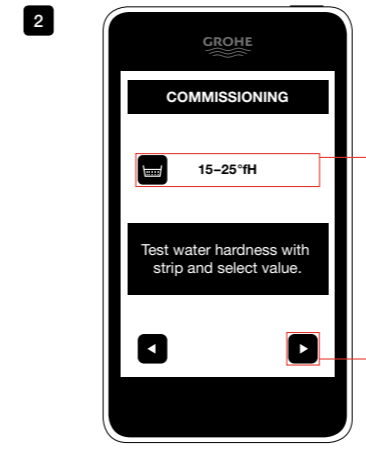 2
GROHE
COMMISSIONING
15–25°fH
Test water hardness with
strip and select value.